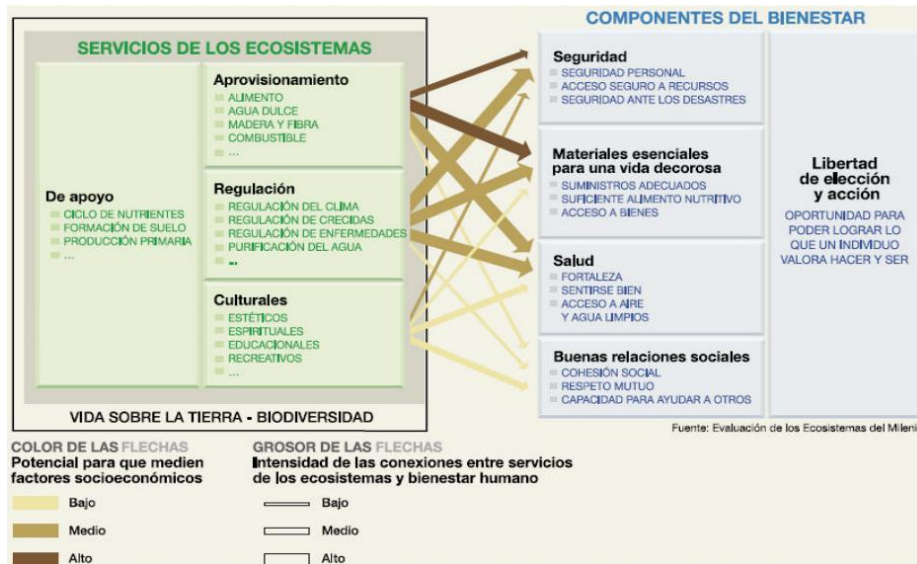 COMPONENTES DEL BIENESTAR
SERVICIOS DE LOS ECOSISTEMAS
De apoyo
CICLO DE NUTRIENTES
FORMACIÓN DE SUELO
PRODUCCIÓN PRIMARIA
...
Aprovisionamiento
ALIMENTO
AGUA DULCE
MADERA Y FIBRA
COMBUSTIBLE
...
Regulación
REGULACIÓN DEL CLIMA
REGULACIÓN DE CRECIDAS
REGULACIÓN DE ENFERMEDADES
PURIFICACIÓN DEL AGUA
...
Culturales
ESTÉTICOS
ESPIRITUALES
EDUCACIONALES
RECREATIVOS
...
VIDA SOBRE LA TIERRA - BIODIVERSIDAD
Seguridad
SEGURIDAD PERSONAL
ACCESO SEGURO A RECURSOS
SEGURIDAD ANTE LOS DESASTRES
Materiales esenciales
para una vida decorosa
SUMINISTROS ADECUADOS
SUFICIENTE ALIMENTO NUTRITIVO
ACCESO A BIENES
Salud
FORTALEZA
SENTIRSE BIEN
ACCESO A AIRE
Y AGUA LIMPIOS
Buenas relaciones sociales
COHESIÓN SOCIAL
RESPETO MUTUO
CAPACIDAD PARA AYUDAR A OTROS
Libertad
de elección
y acción
OPORTUNIDAD PARA
PODER LOGRAR LO
QUE UN INDIVIDUO
VALORA HACER Y SER
Fuente: Evaluación de los Ecosistemas del Mileni
COLOR DE LAS FLECHAS
Potencial para que medien
factores socioeconómicos
Bajo
Medio
Alto
GROSOR DE LAS FLECHAS
Intensidad de las conexiones entre servicios
de los ecosistemas y bienestar humano
Bajo
Medio
Alto